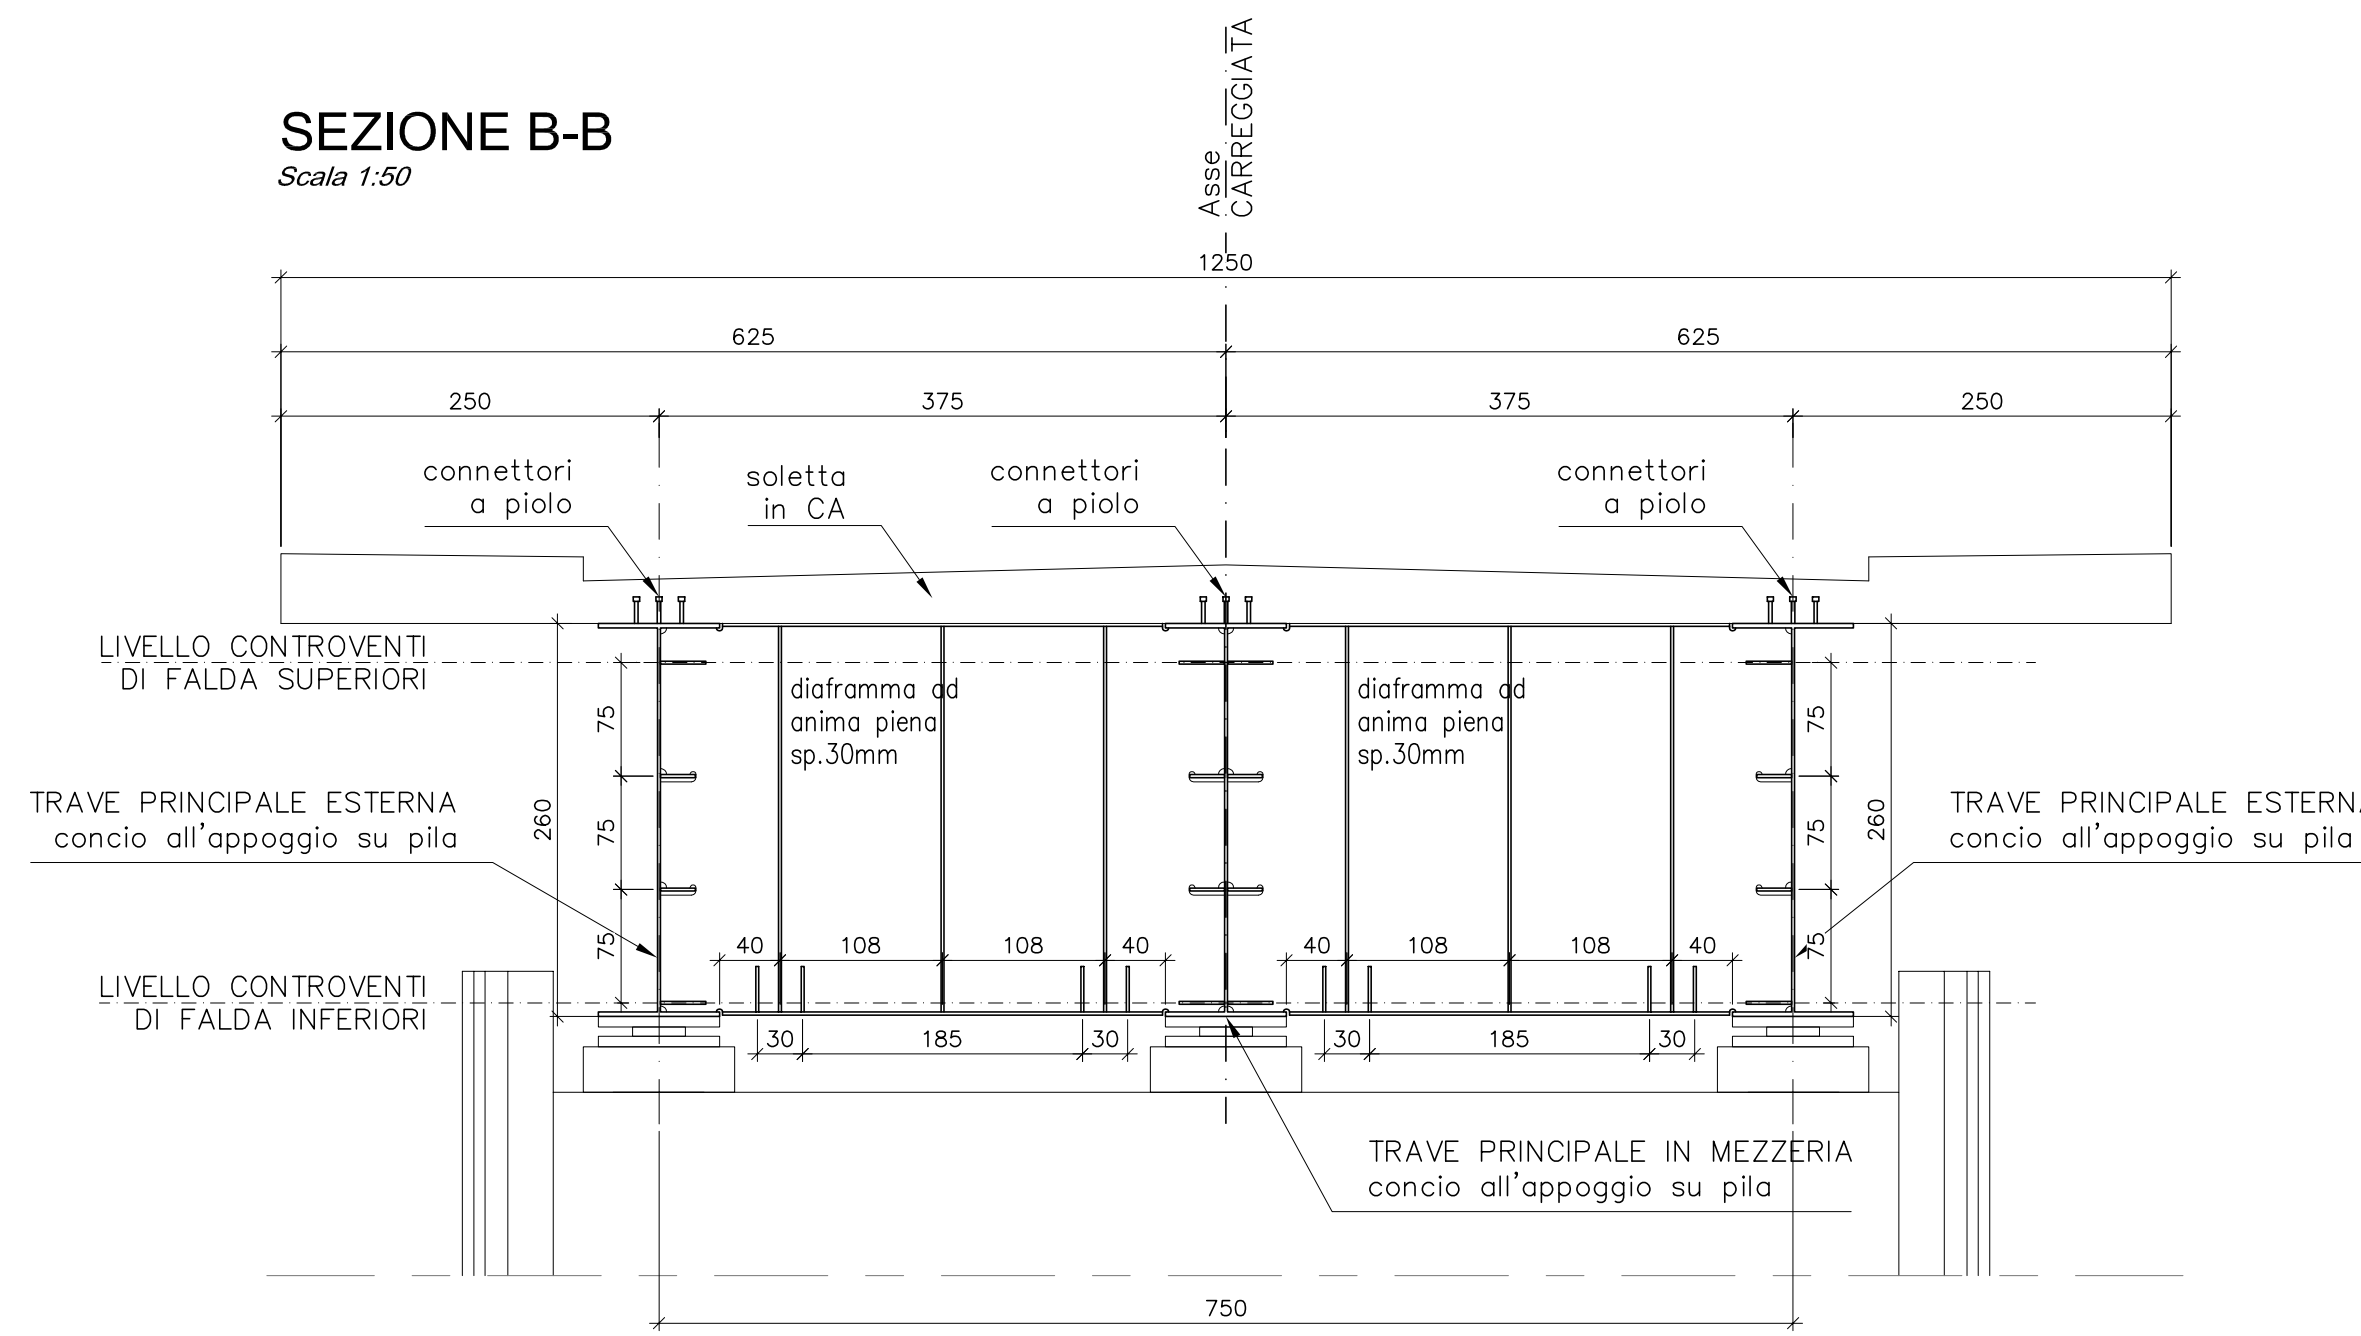 Asse
CARREGGIATA
SEZIONE B-B
Scala 1:50
1250
625
625
250
375
375
250
connettori
a piolo
soletta
in CA
connettori
a piolo
connettori
a piolo
LIVELLO CONTROVENTI
DI FALDA SUPERIORI
diaframma ad
anima piena
sp.30mm
diaframma ad
anima piena
sp.30mm
75
75
75
260
75
75
75
260
TRAVE PRINCIPALE ESTERNA
concio all'appoggio su pila
TRAVE PRINCIPALE ESTERNA
concio all'appoggio su pila
40
108
108
40
40
108
108
40
LIVELLO CONTROVENTI
DI FALDA INFERIORI
30
185
30
30
185
30
TRAVE PRINCIPALE IN MEZZERIA
concio all'appoggio su pila
750